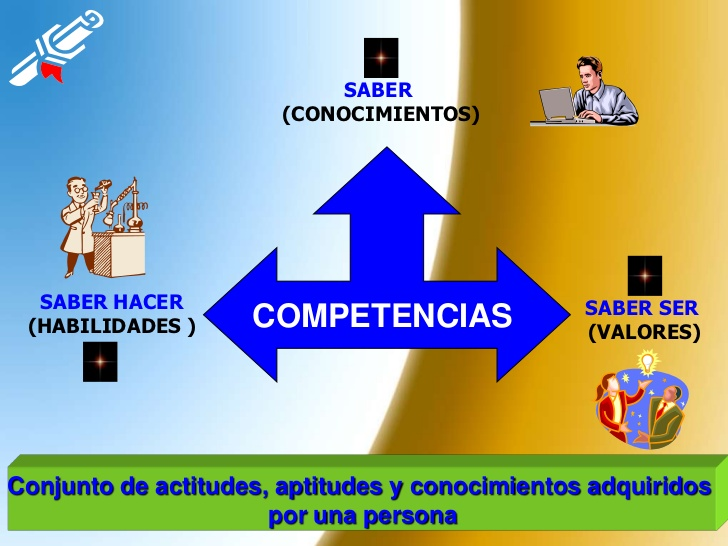 SABER
(CONOCIMIENTOS)
SABER HACER
(HABILIDADES )
COMPETENCIAS
SABER SER
(VALORES)
Conjunto de actitudes, aptitudes y conocimientos adquiridos
por una persona